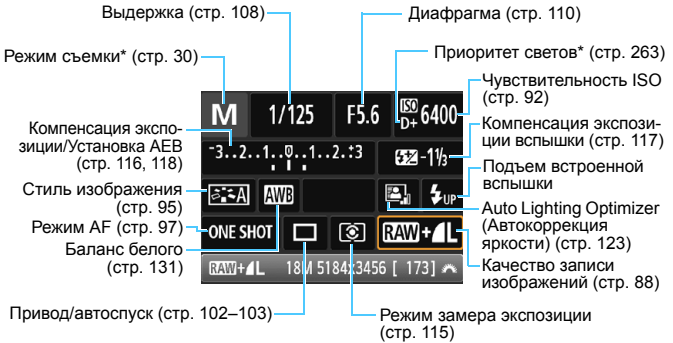 Выдержка (стр. 108)
Диафрагма (стр. 110)
Режим съемки* (стр. 30)
Приоритет светов* (стр. 263)
Чувствительность ISO
(стр. 92)
M 1/125 F5.6 ISO D+ 6400
Компенсация экспо-
зиции/Установка AEB
(стр. 116, 118)
Компенсация экспози-
ции вспышки (стр. 117)
-3..2..1..0..1..2.:3
-1⅓
Стиль изображения
(стр. 95)
A AWB UP
Подъем встроенной
вспышки
Режим AF (стр. 97)
Auto Lighting Optimizer
(Автокоррекция
яркости) (стр. 123)
ONE SHOT RAW+L
Баланс белого
(стр. 131)
Качество записи
изображений (стр. 88)
RAW+L 18M 5184x3456 [ 173]
Привод/автоспуск (стр. 102–103)
Режим замера экспозиции
(стр. 115)